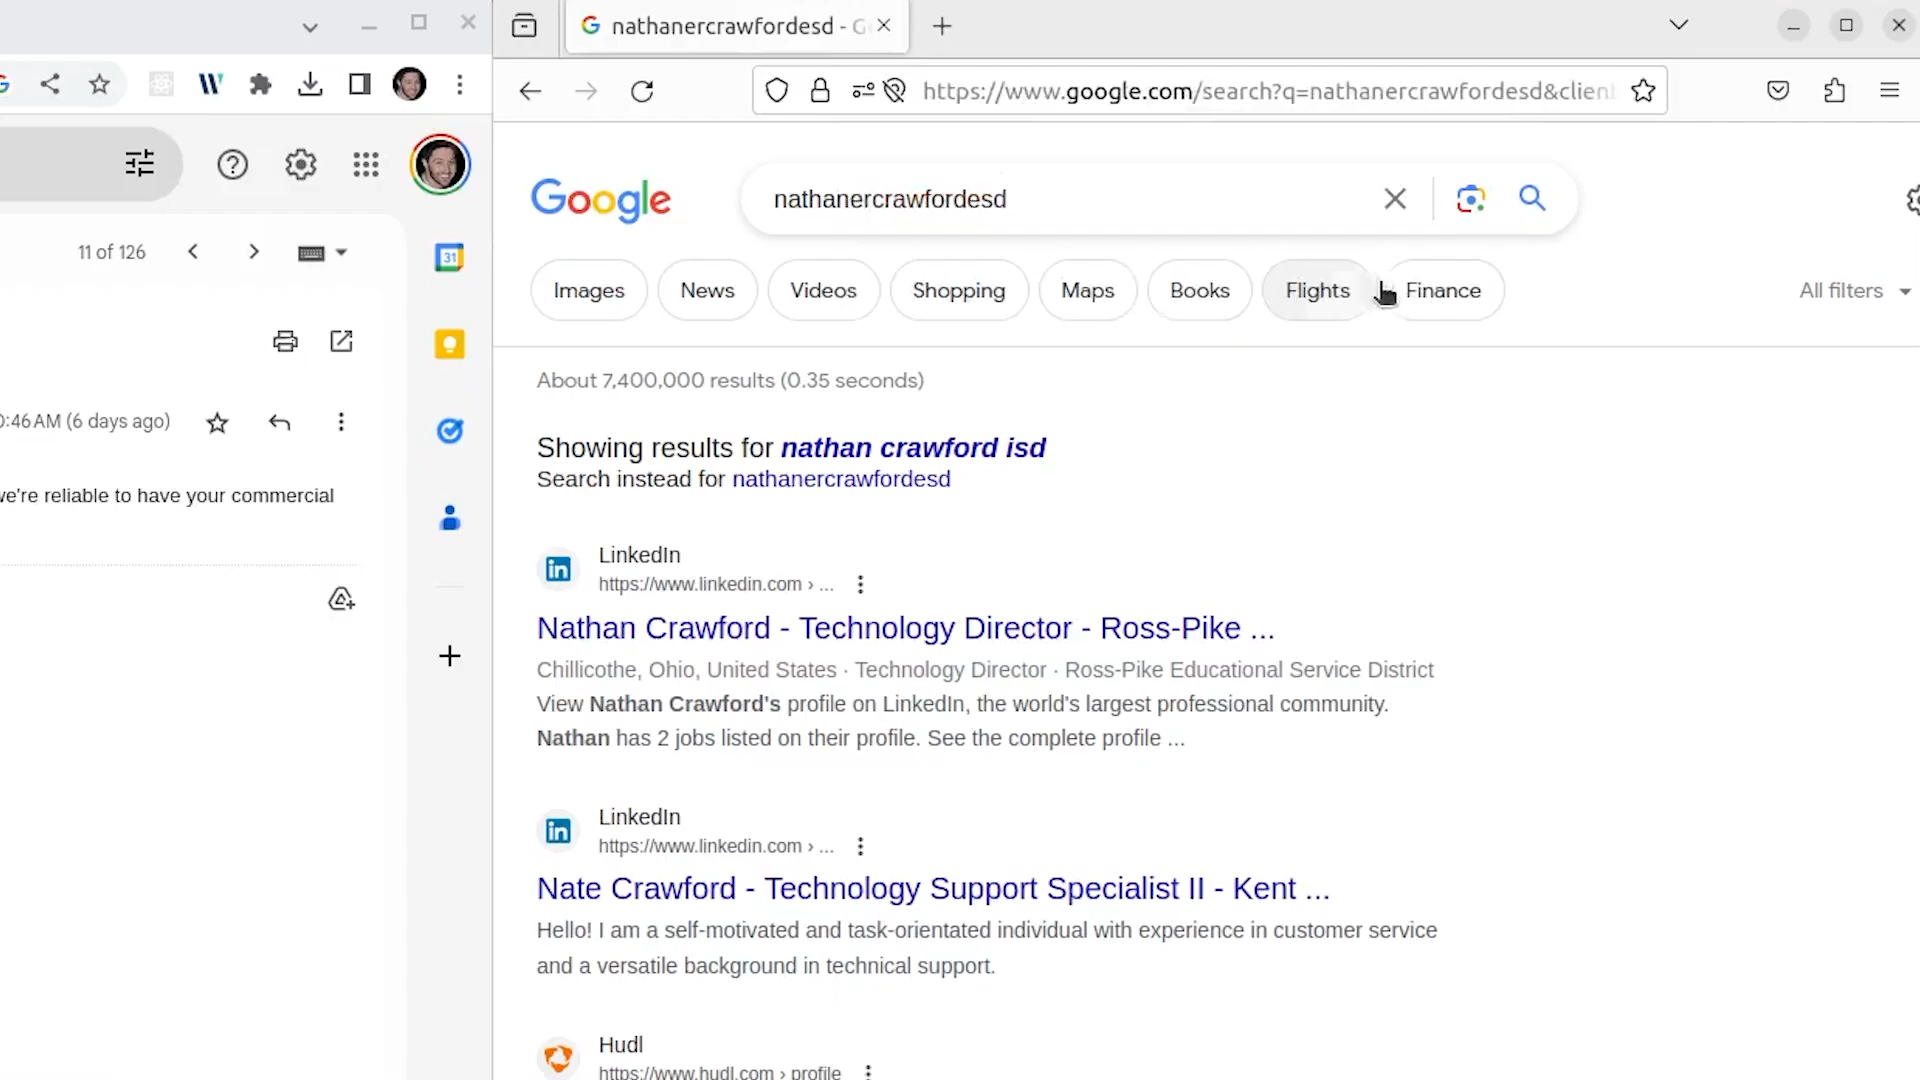 nathanercrawfordesd - G
https://www.google.com/search?q=nathanercrawfordesd&client
Google
nathanercrawfordesd
11 of 126
31
Images
News
Videos
Shopping
Maps
Books
Flights
Finance
All filters
About 7,400,000 results (0.35 seconds)
0:46 AM (6 days ago)
Showing results for nathan crawford isd
Search instead for nathanercrawfordesd
we're reliable to have your commercial
LinkedIn
https://www.linkedin.com › ...
Nathan Crawford - Technology Director - Ross-Pike ...
Chillicothe, Ohio, United States · Technology Director · Ross-Pike Educational Service District
View Nathan Crawford's profile on LinkedIn, the world's largest professional community.
Nathan has 2 jobs listed on their profile. See the complete profile ...
LinkedIn
https://www.linkedin.com › ...
Nate Crawford - Technology Support Specialist II - Kent ...
Hello! I am a self-motivated and task-orientated individual with experience in customer service
and a versatile background in technical support.
Hudl
https://www.hudl.com › profile